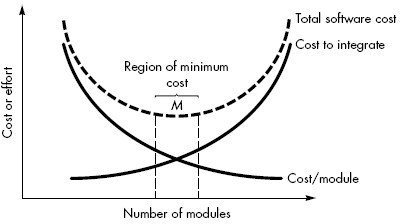 Total software cost
Cost to integrate
Region of minimum
cost
M
Cost or effort
Cost/module
Number of modules